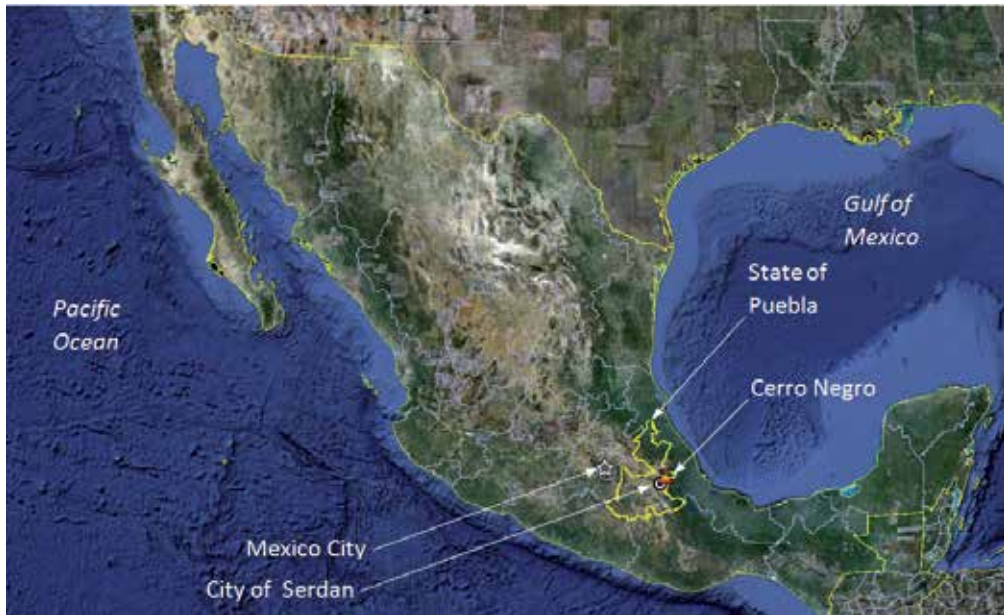 Gulf of
Mexico
State of
Puebla
Pacific
Ocean
Cerro Negro
Mexico City
City of Serdan